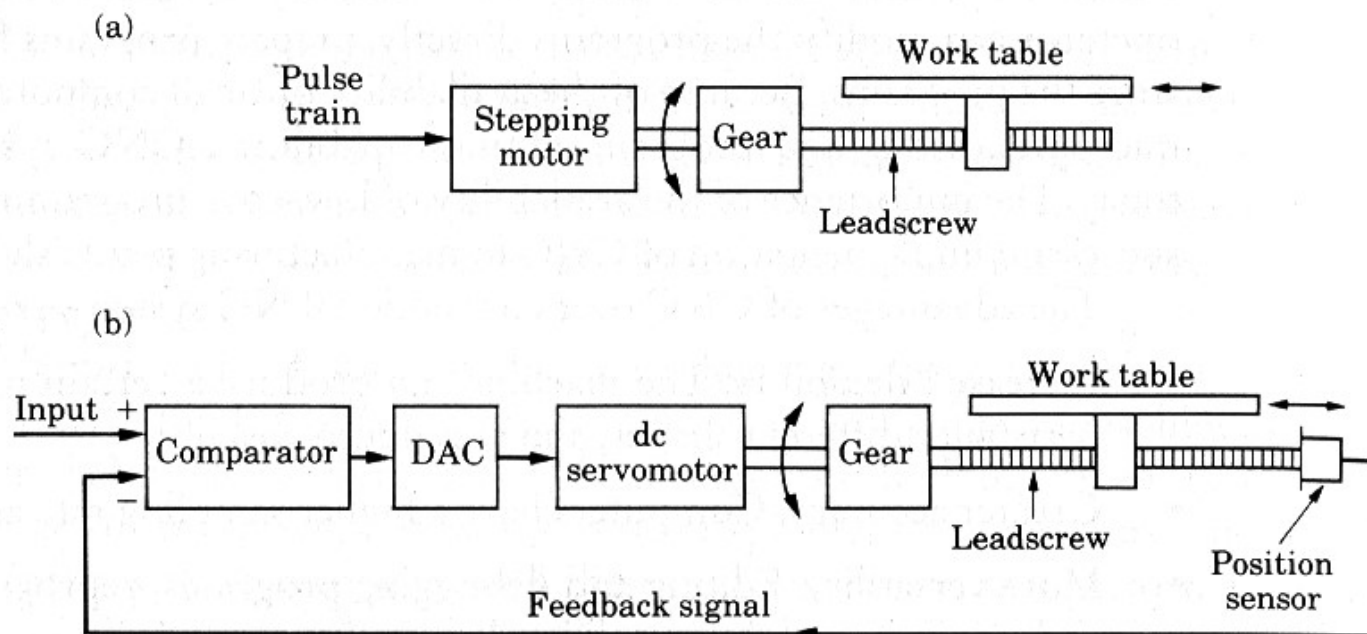 (a)
Work table
Pulse
train
Stepping
motor
Gear
Leadscrew
(b)
Work table
Input +
Comparator
DAC
dc
servomotor
Gear
−
Leadscrew
Position
sensor
Feedback signal